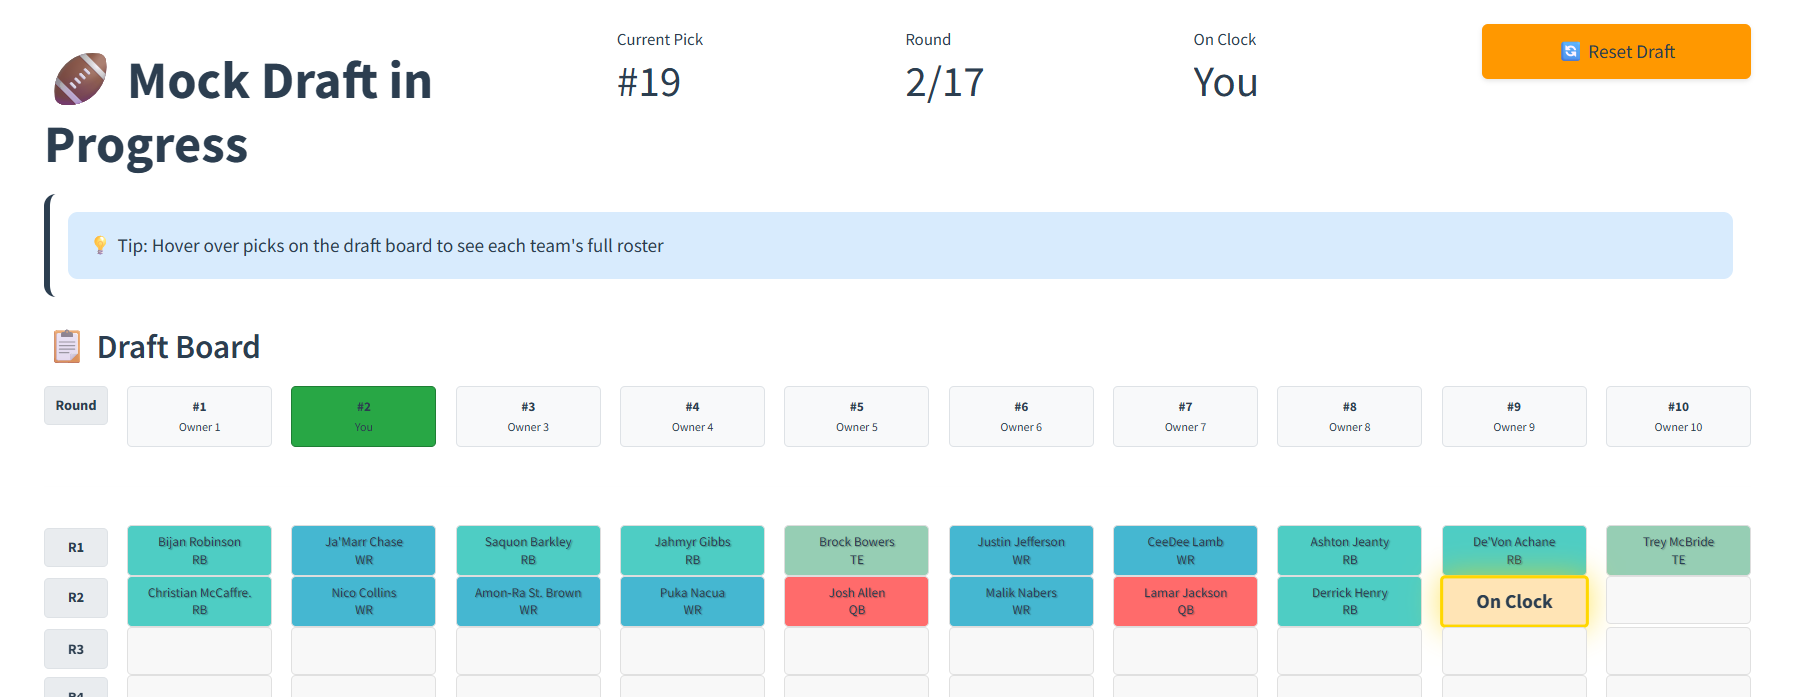 Mock Draft in
Progress
Current Pick
#19
Round
2/17
On Clock
You
Reset Draft
Tip: Hover over picks on the draft board to see each team's full roster
Draft Board
Round
#1
Owner 1
#2
You
#3
Owner 3
#4
Owner 4
#5
Owner 5
#6
Owner 6
#7
Owner 7
#8
Owner 8
#9
Owner 9
#10
Owner 10
R1
Bijan Robinson
RB
Ja'Marr Chase
WR
Saquon Barkley
RB
Jahmyr Gibbs
RB
Brock Bowers
TE
Justin Jefferson
WR
CeeDee Lamb
WR
Ashton Jeanty
RB
De'Von Achane
RB
Trey McBride
TE
R2
Christian McCaffre.
RB
Nico Collins
WR
Amon-Ra St. Brown
WR
Puka Nacua
WR
Josh Allen
QB
Malik Nabers
WR
Lamar Jackson
QB
Derrick Henry
RB
On Clock
R3
R4